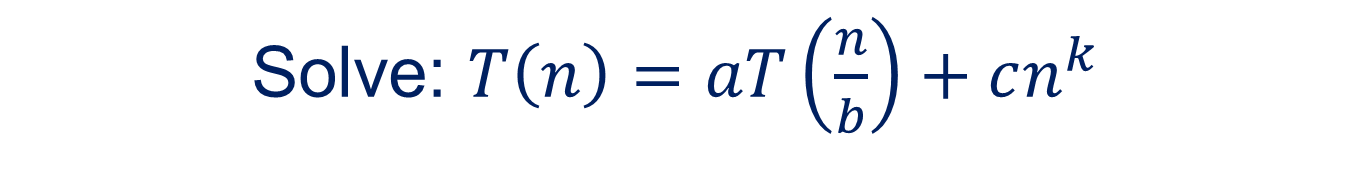 Solve: T(n) = aT(n/b) + cn^k